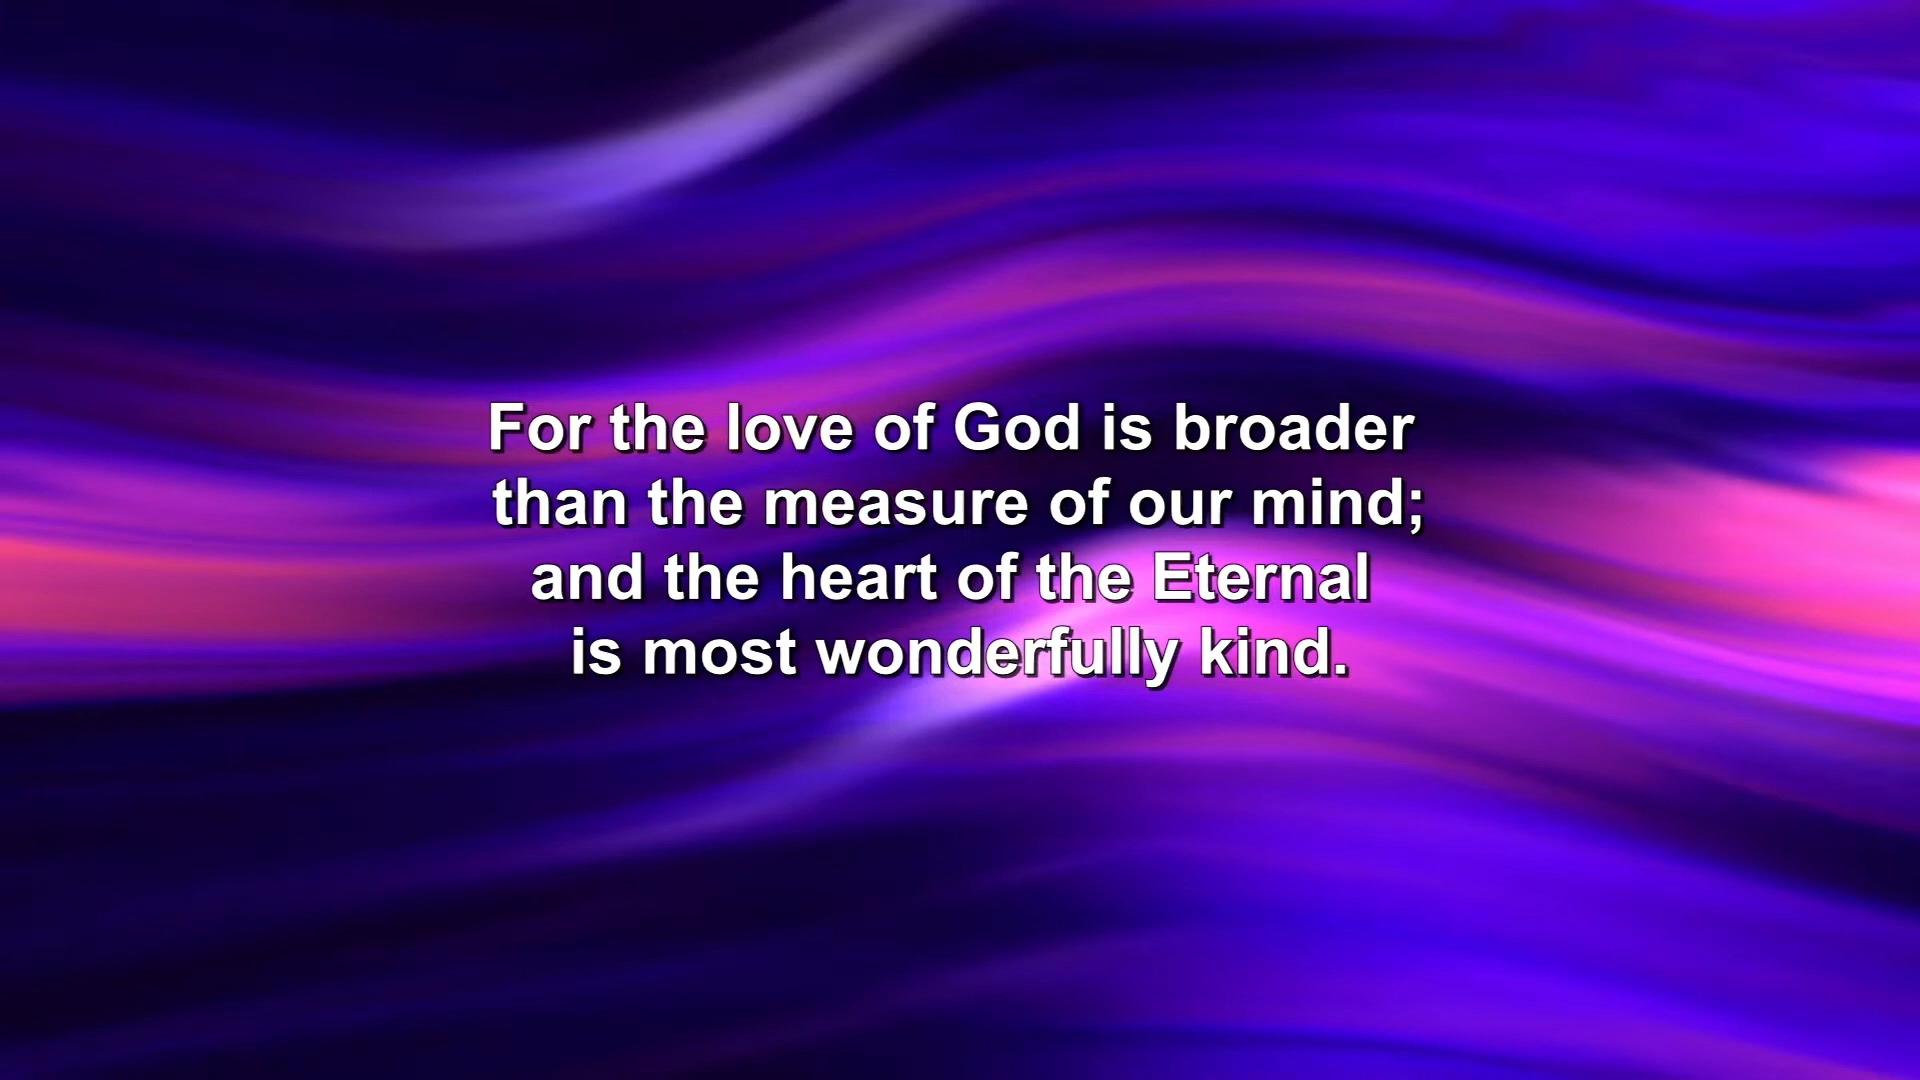 For the love of God is broader
than the measure of our mind;
and the heart of the Eternal
is most wonderfully kind.